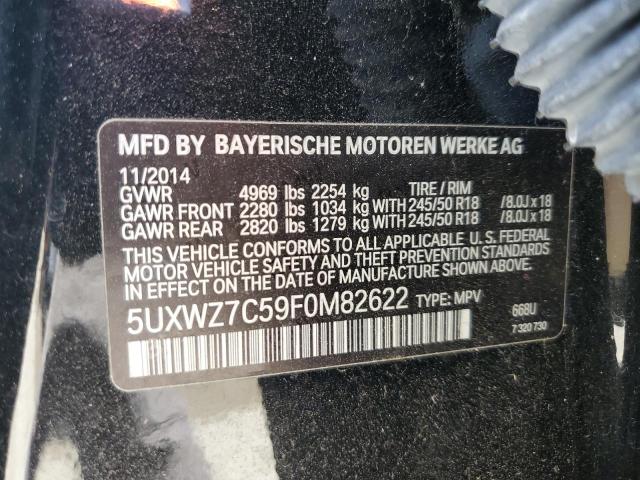 MFD BY BAYERISCHE MOTOREN WERKE AG
11/2014
GVWR 4969 lbs 2254 kg TIRE / RIM
GAWR FRONT 2280 lbs 1034 kg WITH 245/50 R18 /8.0J x 18
GAWR REAR 2820 lbs 1279 kg WITH 245/50 R18 /8.0J x 18
THIS VEHICLE CONFORMS TO ALL APPLICABLE U.S. FEDERAL
MOTOR VEHICLE SAFETY AND THEFT PREVENTION STANDARDS
IN EFFECT ON THE DATE OF MANUFACTURE SHOWN ABOVE.
5UXWZ7C59F0M82622 TYPE: MPV 668U
7 320 730